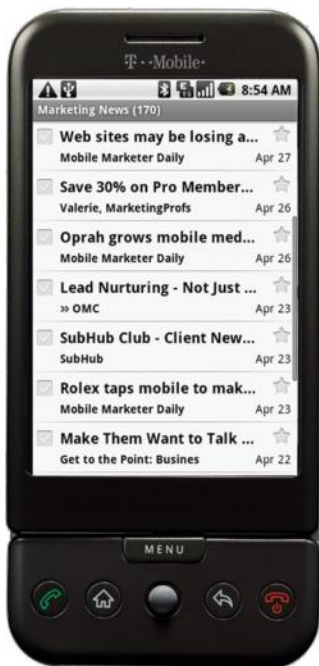 T··Mobile·
8:54 AM
Marketing News (170)
Web sites may be losing a...
Mobile Marketer Daily Apr 27
Save 30% on Pro Member...
Valerie, MarketingProfs Apr 26
Oprah grows mobile med...
Mobile Marketer Daily Apr 26
Lead Nurturing - Not Just ...
» OMC Apr 23
SubHub Club - Client New...
SubHub Apr 23
Rolex taps mobile to mak...
Mobile Marketer Daily Apr 23
Make Them Want to Talk ...
Get to the Point: Busines Apr 22
MENU